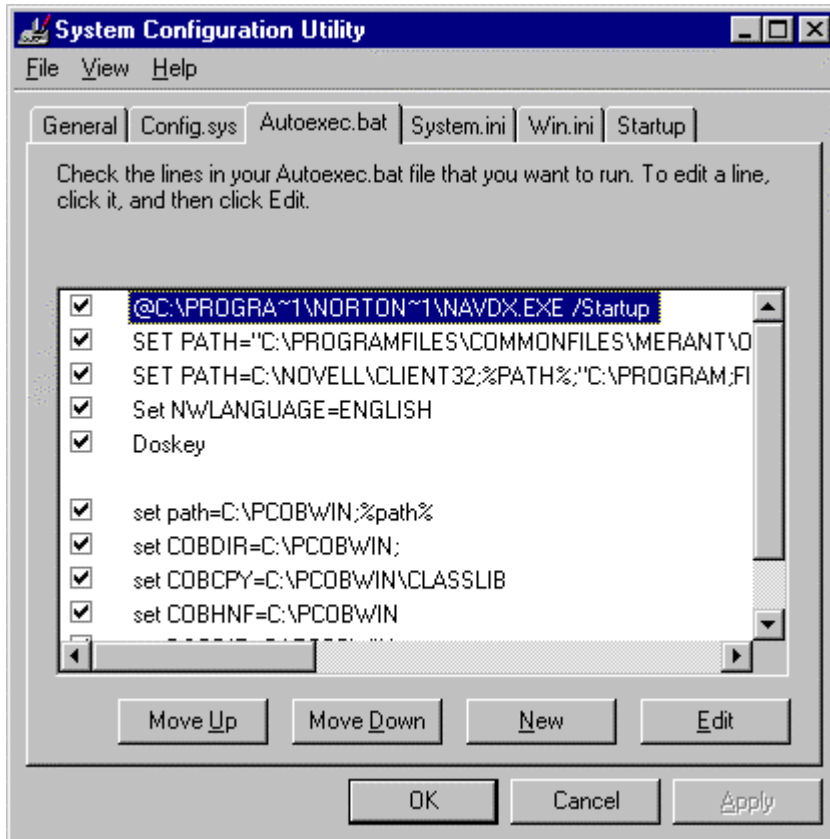 System Configuration Utility
File View Help
General Config.sys Autoexec.bat System.ini Win.ini Startup
Check the lines in your Autoexec.bat file that you want to run. To edit a line,
click it, and then click Edit.
@C:\PROGRA~1\NORTON~1\NAVDX.EXE /Startup
SET PATH="C:\PROGRAMFILES\COMMONFILES\MERANT\O
SET PATH=C:\NOVELL\CLIENT32;%PATH%;"C:\PROGRAM;FI
Set NWLANGUAGE=ENGLISH
Doskey
set path=C:\PCOBWIN;%path%
set COBDIR=C:\PCOBWIN;
set COBCPY=C:\PCOBWIN\CLASSLIB
set COBHNF=C:\PCOBWIN
Move Up Move Down New Edit
OK Cancel Apply